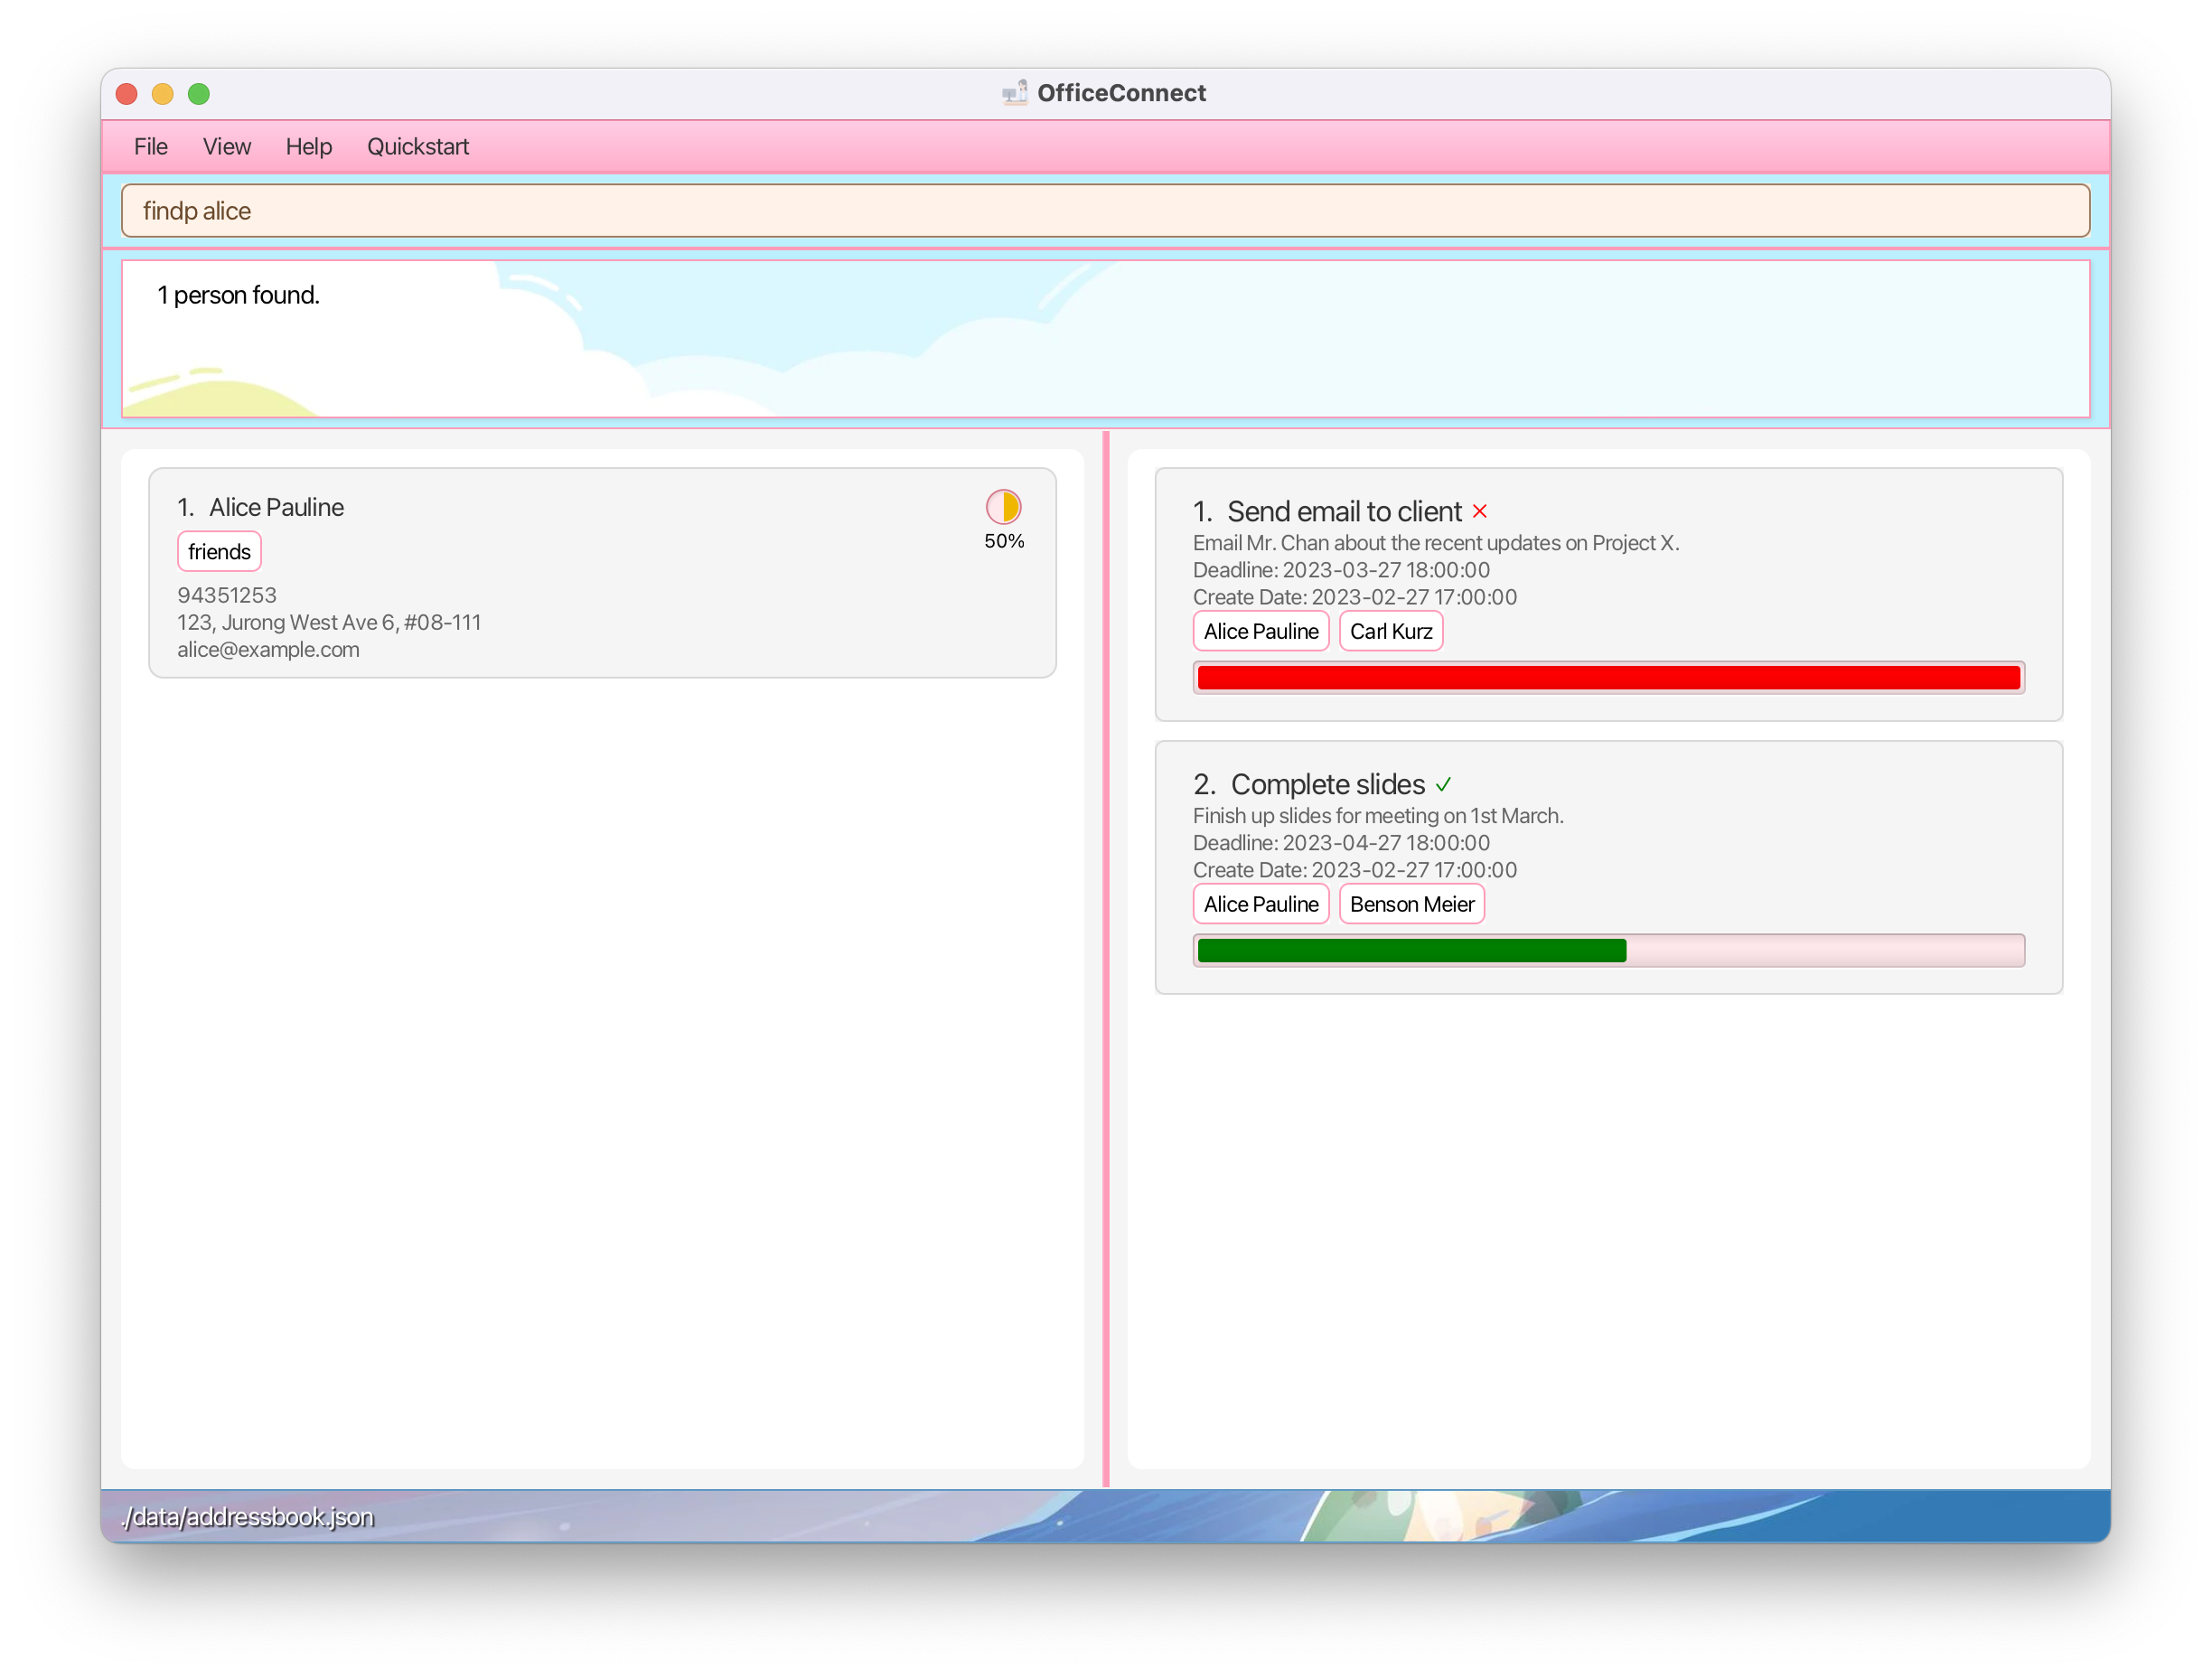 OfficeConnect
File View Help Quickstart
findp alice
1 person found.
1. Alice Pauline
50%
friends
94351253
123, Jurong West Ave 6, #08-111
alice@example.com
1. Send email to client ✕
Email Mr. Chan about the recent updates on Project X.
Deadline: 2023-03-27 18:00:00
Create Date: 2023-02-27 17:00:00
Alice Pauline Carl Kurz
2. Complete slides ✓
Finish up slides for meeting on 1st March.
Deadline: 2023-04-27 18:00:00
Create Date: 2023-02-27 17:00:00
Alice Pauline Benson Meier
./data/addressbook.json